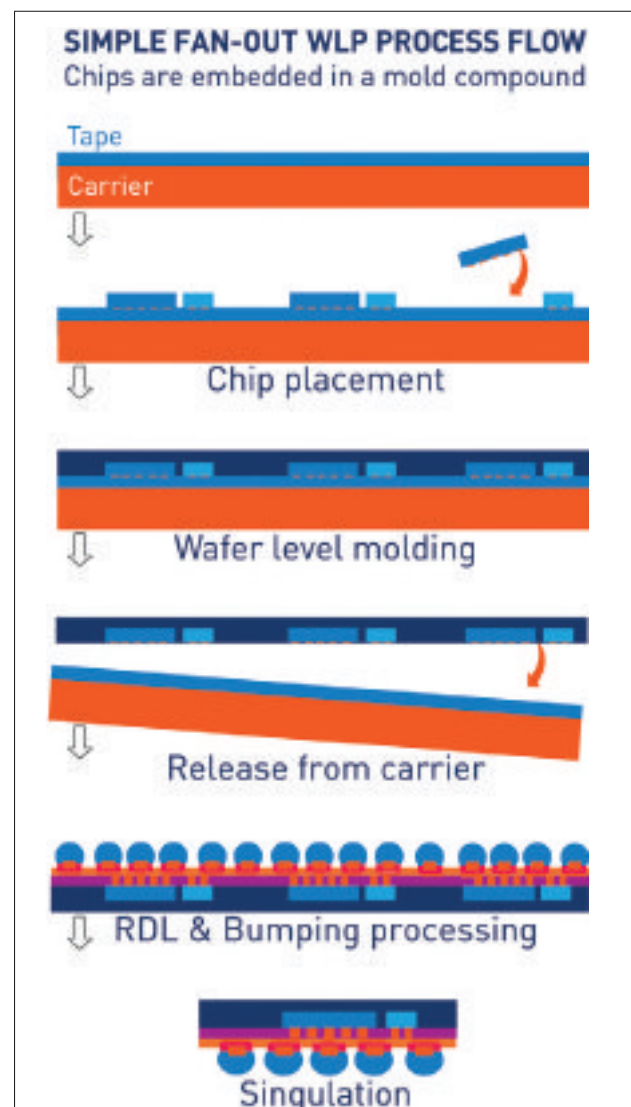 SIMPLE FAN-OUT WLP PROCESS FLOW
Chips are embedded in a mold compound
Tape
Carrier
Chip placement
Wafer level molding
Release from carrier
RDL & Bumping processing
Singulation